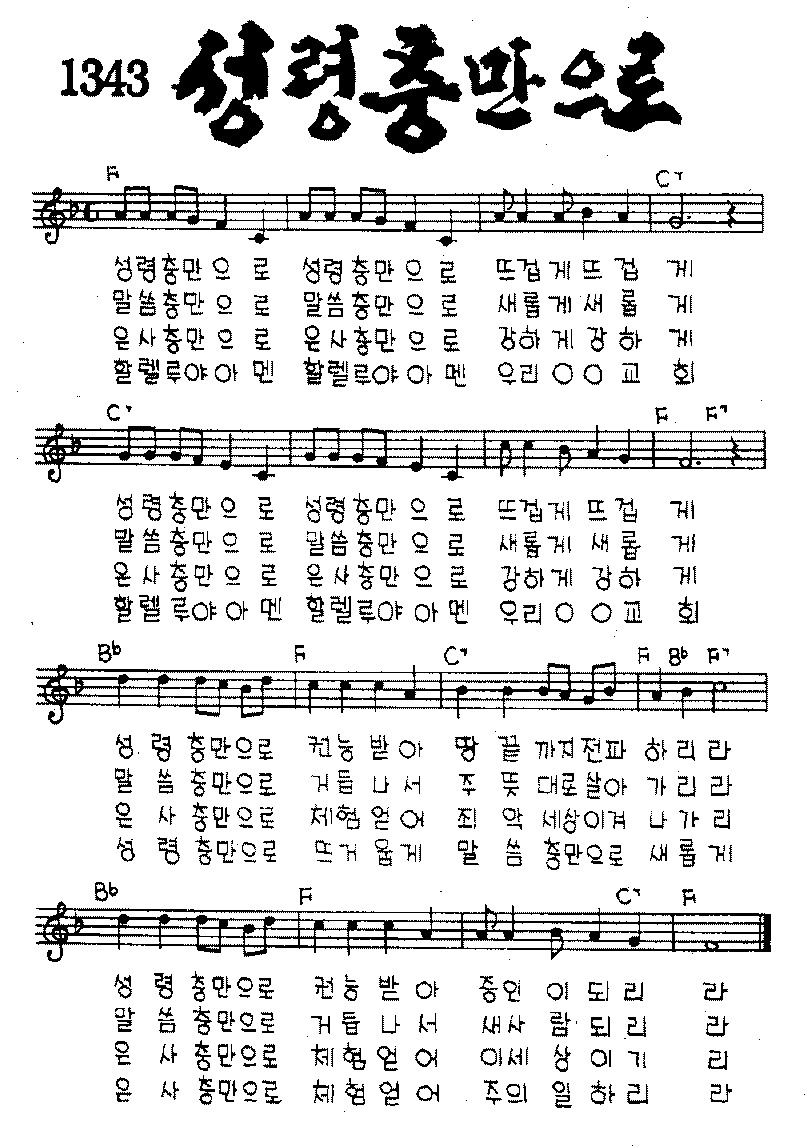 1343 성령충만으로
F C7
성령충만으로 성령충만으로 뜨겁게 뜨겁게
말씀충만으로 말씀충만으로 새롭게 새롭게
은사충만으로 은사충만으로 강하게 강하게
할렐루야아멘 할렐루야아멘 우리 ○○교회
C7 F F7
성령충만으로 성령충만으로 뜨겁게 뜨겁게
말씀충만으로 말씀충만으로 새롭게 새롭게
은사충만으로 은사충만으로 강하게 강하게
할렐루야아멘 할렐루야아멘 우리 ○○교회
Bb F C7 F Bb F7
성령충만으로 권능받아 땅끝까지전파하리라
말씀충만으로 거듭나서 주뜻대로살아가리라
은사충만으로 체험얻어 죄악세상이겨나가리
성령충만으로 뜨거웁게 말씀충만으로 새롭게
Bb F C7 F
성령충만으로 권능받아 증인이되리라
말씀충만으로 거듭나서 새사람되리라
은사충만으로 체험얻어 이세상이기리
은사충만으로 체험얻어 주의일하리라